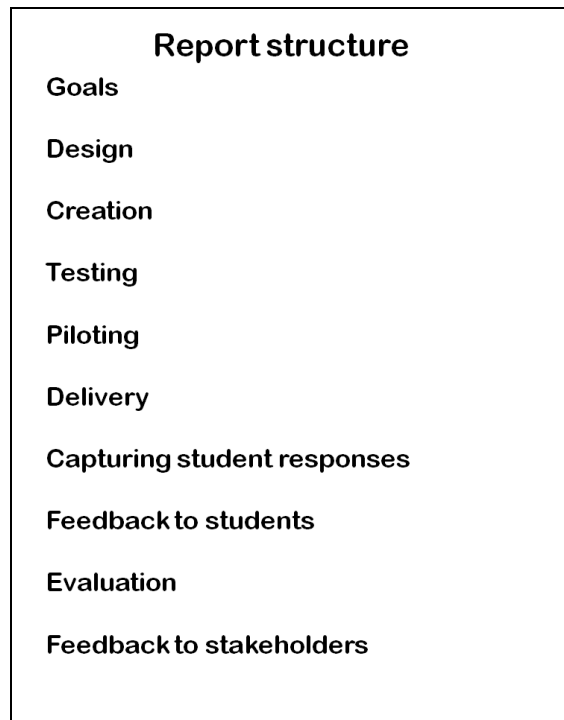 Report structure
Goals
Design
Creation
Testing
Piloting
Delivery
Capturing student responses
Feedback to students
Evaluation
Feedback to stakeholders